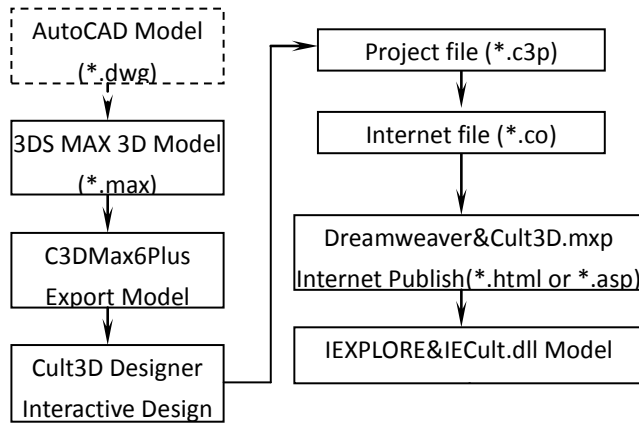 AutoCAD Model
(*.dwg)
3DS MAX 3D Model
(*.max)
C3DMax6Plus
Export Model
Cult3D Designer
Interactive Design
Project file (*.c3p)
Internet file (*.co)
Dreamweaver&Cult3D.mxp
Internet Publish(*.html or *.asp)
IEXPLORE&IECult.dll Model